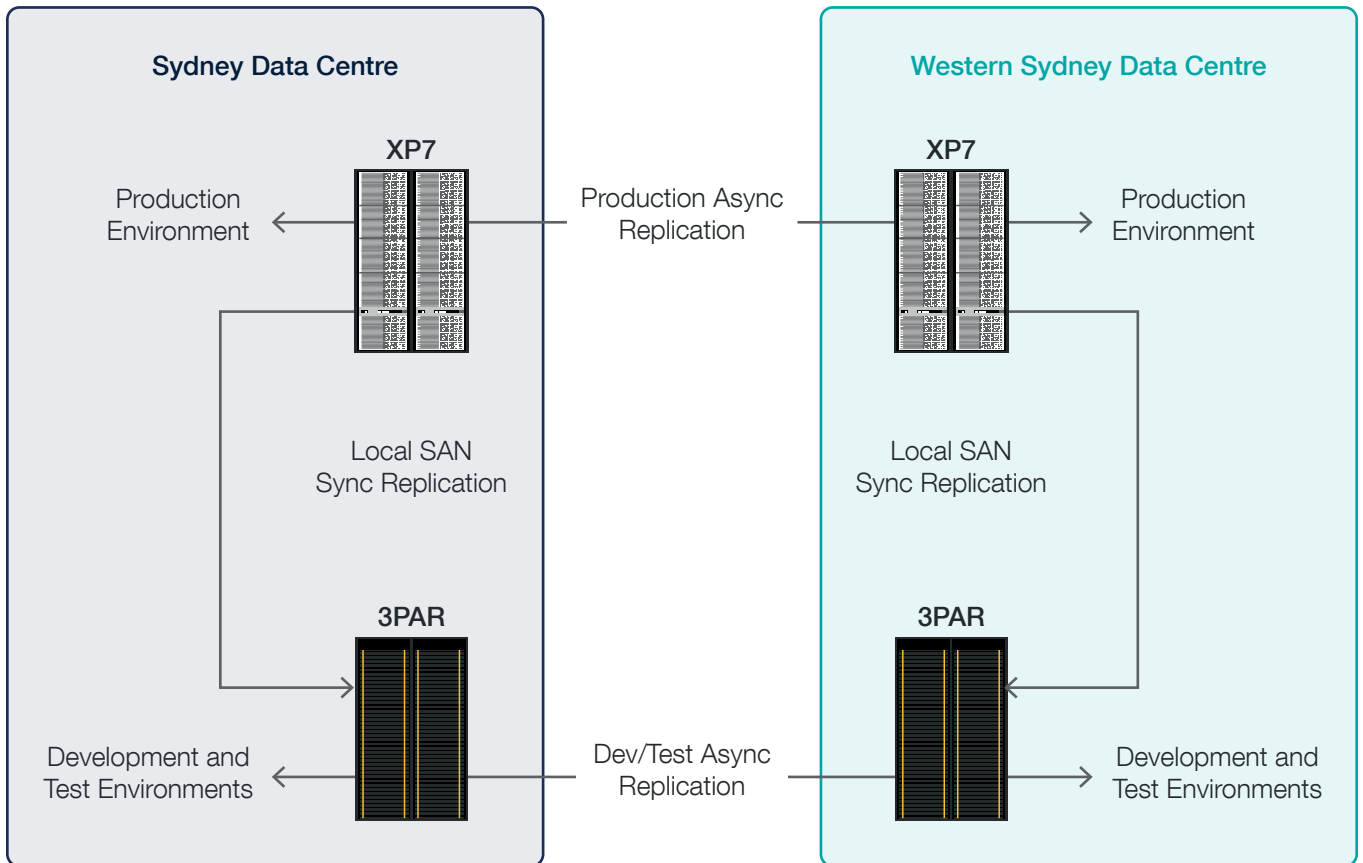 Sydney Data Centre
Western Sydney Data Centre
XP7
XP7
Production
Environment
Production Async
Replication
Production
Environment
Local SAN
Sync Replication
Local SAN
Sync Replication
3PAR
3PAR
Development and
Test Environments
Dev/Test Async
Replication
Development and
Test Environments